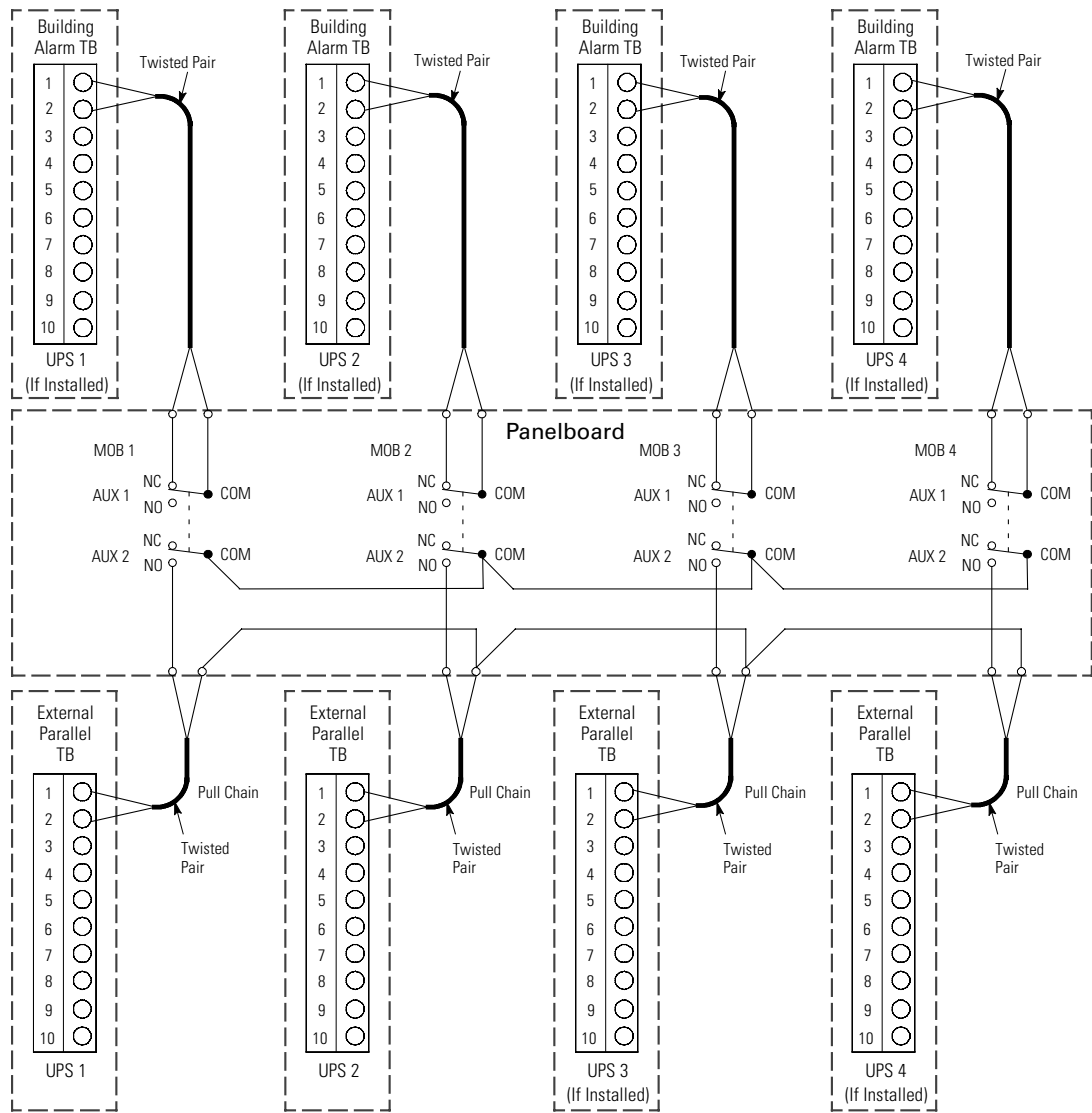 Building
Alarm TB
1
2
3
4
5
6
7
8
9
10
UPS 1
(If Installed)
Twisted Pair
Building
Alarm TB
1
2
3
4
5
6
7
8
9
10
UPS 2
(If Installed)
Twisted Pair
Building
Alarm TB
1
2
3
4
5
6
7
8
9
10
UPS 3
(If Installed)
Twisted Pair
Building
Alarm TB
1
2
3
4
5
6
7
8
9
10
UPS 4
(If Installed)
Twisted Pair
Panelboard
MOB 1
AUX 1
NC
NO
COM
AUX 2
NC
NO
COM
MOB 2
AUX 1
NC
NO
COM
AUX 2
NC
NO
COM
MOB 3
AUX 1
NC
NO
COM
AUX 2
NC
NO
COM
MOB 4
AUX 1
NC
NO
COM
AUX 2
NC
NO
COM
External
Parallel
TB
1
2
3
4
5
6
7
8
9
10
UPS 1
Pull Chain
Twisted
Pair
External
Parallel
TB
1
2
3
4
5
6
7
8
9
10
UPS 2
Pull Chain
Twisted
Pair
External
Parallel
TB
1
2
3
4
5
6
7
8
9
10
UPS 3
(If Installed)
Pull Chain
Twisted
Pair
External
Parallel
TB
1
2
3
4
5
6
7
8
9
10
UPS 4
(If Installed)
Pull Chain
Twisted
Pair